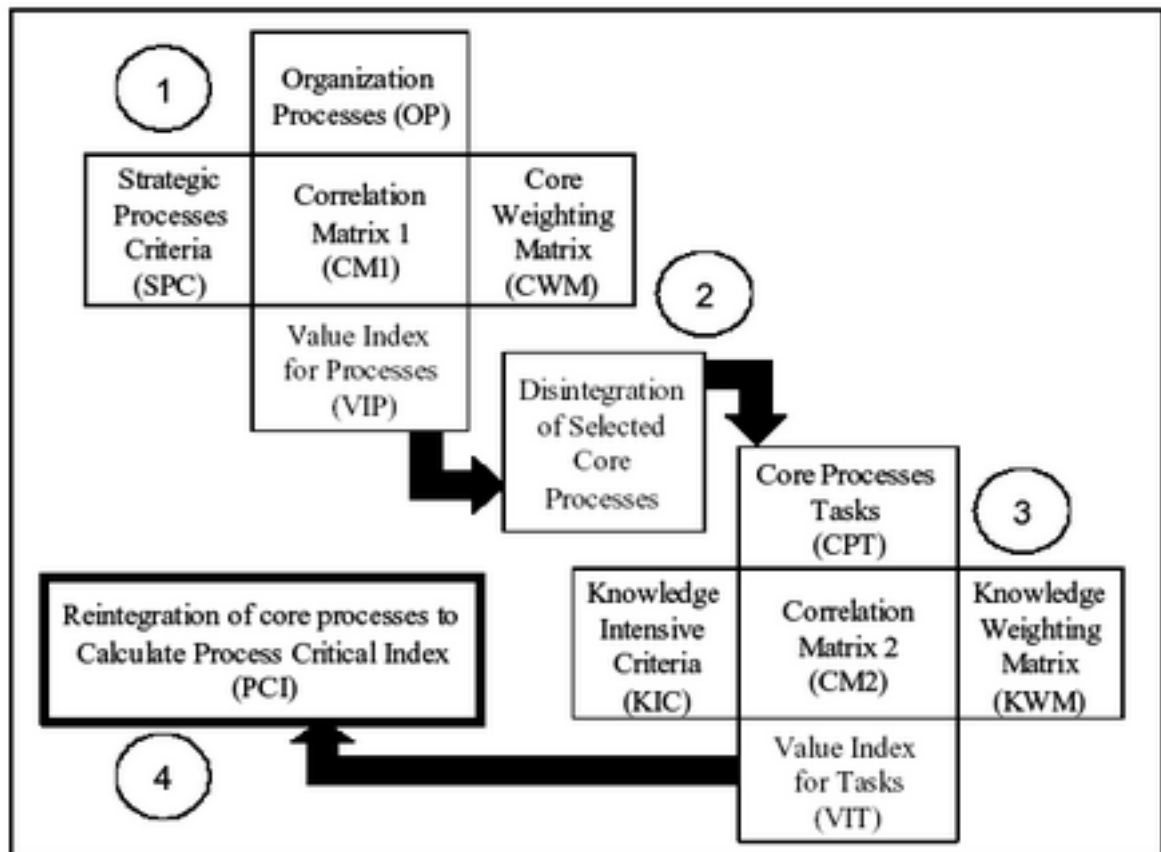 1
Organization
Processes (OP)
Strategic
Processes
Criteria
(SPC)
Correlation
Matrix 1
(CM1)
Core
Weighting
Matrix
(CWM)
Value Index
for Processes
(VIP)
2
Disintegration
of Selected
Core
Processes
Core Processes
Tasks
(CPT)
3
Knowledge
Intensive
Criteria
(KIC)
Correlation
Matrix 2
(CM2)
Knowledge
Weighting
Matrix
(KWM)
Value Index
for Tasks
(VIT)
Reintegration of core processes to
Calculate Process Critical Index
(PCI)
4